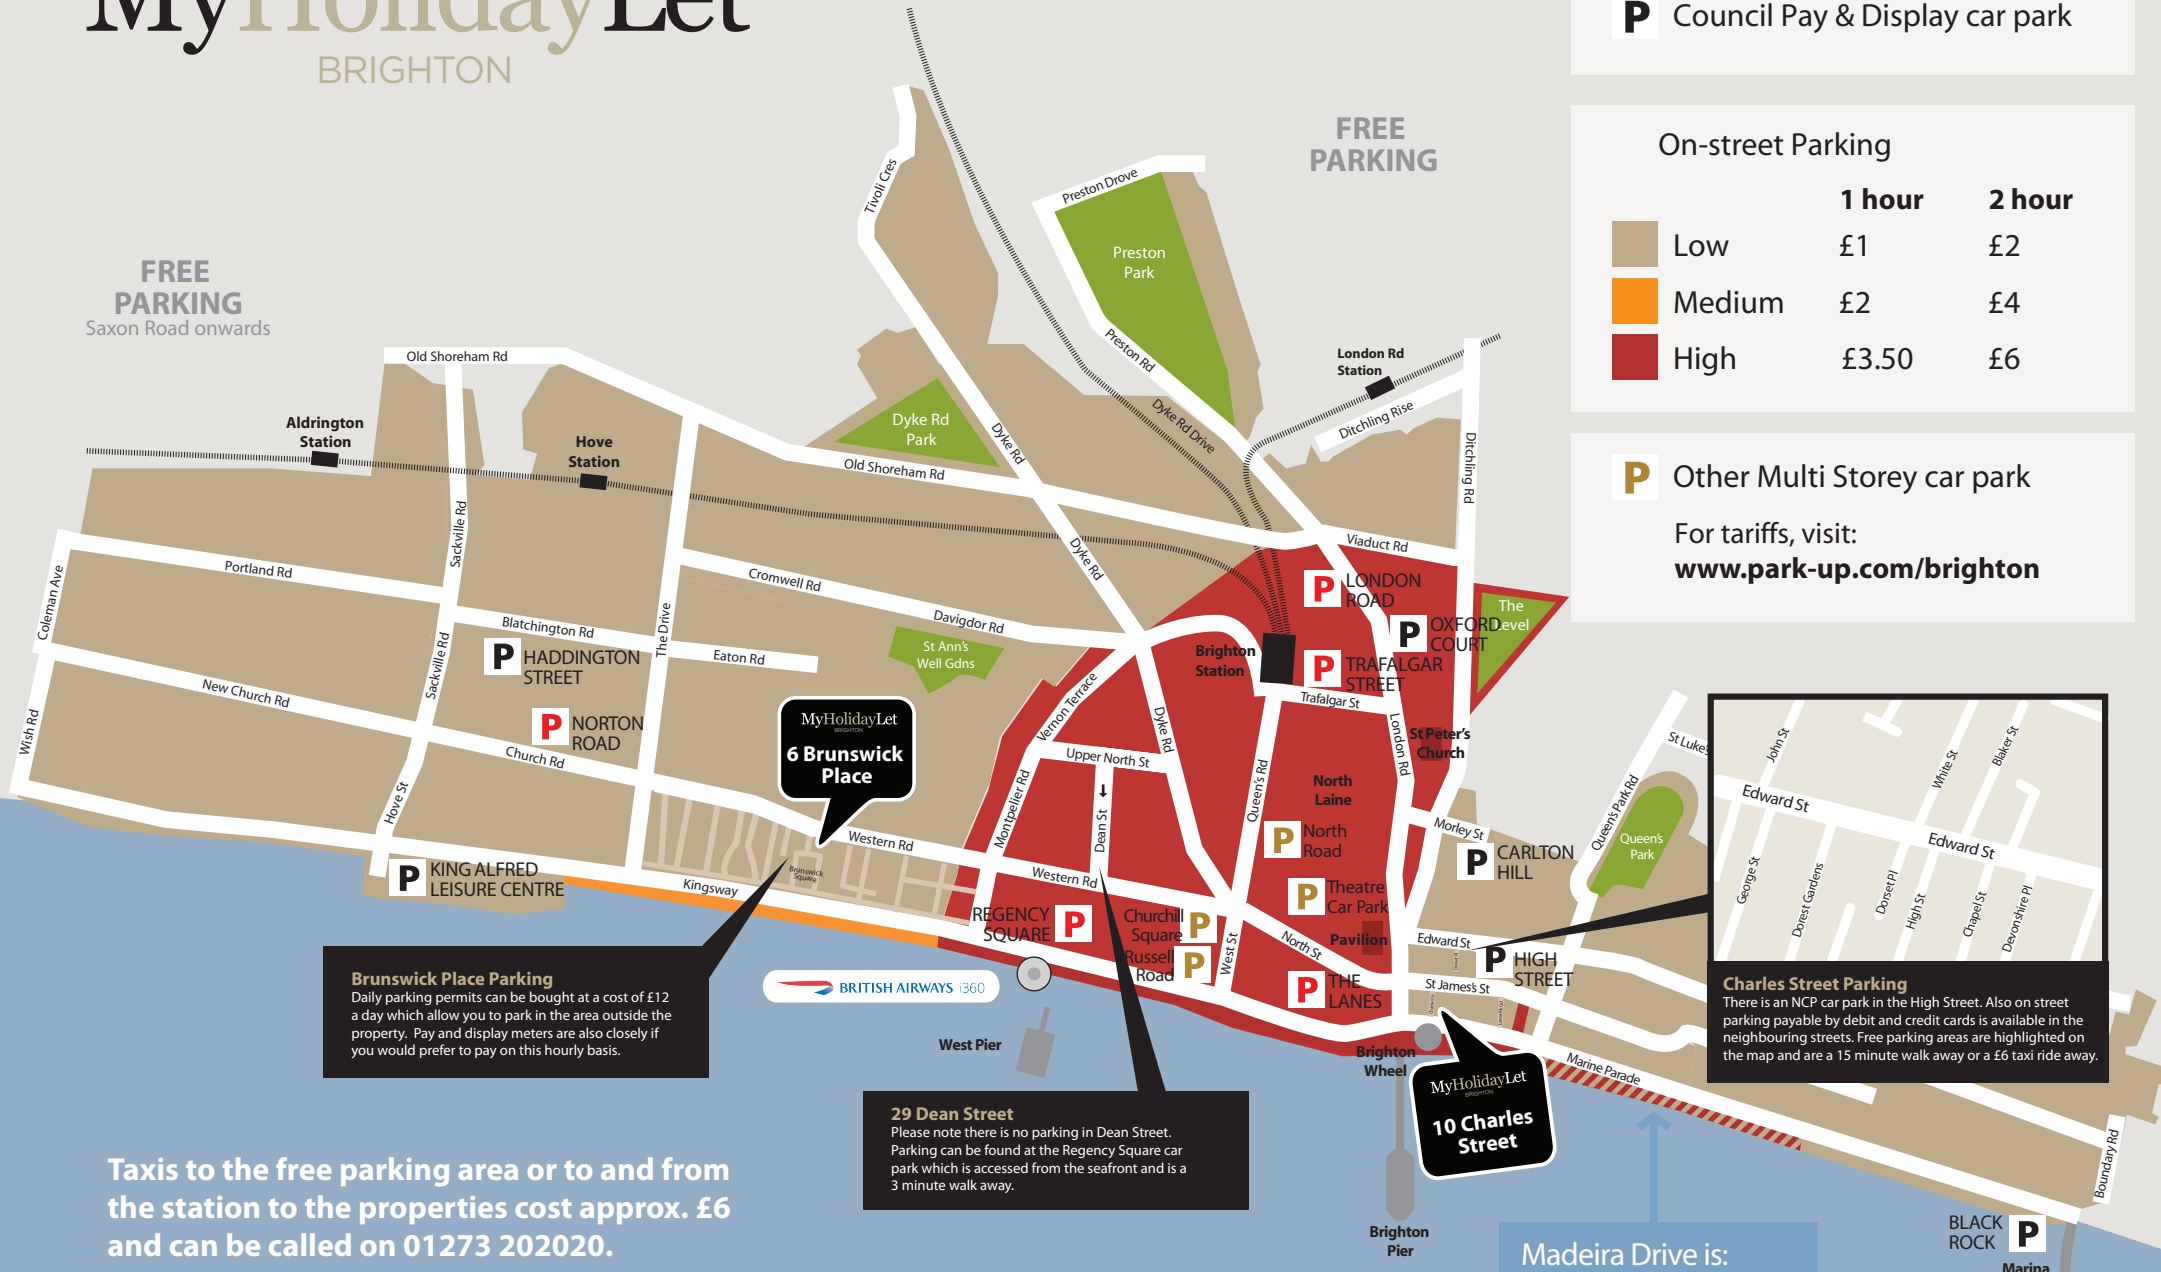 MyHolidayLet
BRIGHTON
P Council Pay & Display car park
On-street Parking
1 hour 2 hour
Low £1 £2
Medium £2 £4
High £3.50 £6
P Other Multi Storey car park
For tariffs, visit:
www.park-up.com/brighton
FREE
PARKING
FREE
PARKING
Saxon Road onwards
Tivoli Cres
Preston Drove
Preston
Park
Preston Rd
Dyke Rd Drive
London Rd
Station
Ditchling Rise
Ditchling Rd
Old Shoreham Rd
Aldrington
Station
Hove
Station
Dyke Rd
Park
Dyke Rd
Old Shoreham Rd
Viaduct Rd
Sackville Rd
Portland Rd
Coleman Ave
Cromwell Rd
Dyke Rd
Davigdor Rd
The Drive
Blatchington Rd
Eaton Rd
St Ann's
Well Gdns
P HADDINGTON
STREET
Sackville Rd
New Church Rd
Wish Rd
P NORTON
ROAD
Church Rd
Hove St
P KING ALFRED
LEISURE CENTRE
Kingsway
Brunswick
Square
Western Rd
MyHolidayLet
BRIGHTON
6 Brunswick
Place
P LONDON
ROAD
P OXFORD
COURT
The
Level
Brighton
Station
P TRAFALGAR
STREET
Trafalgar St
Vernon Terrace
Dyke Rd
Upper North St
Montpelier Rd
Dean St
Queen's Rd
London Rd
St Peter's
Church
North
Laine
P North
Road
Morley St
P CARLTON
HILL
Queen's Park Rd
St Luke's
Queen's
Park
Western Rd
REGENCY
SQUARE P
Churchill
Square P
Russell
Road P
P Theatre
Car Park
Pavilion
West St
North St
P THE
LANES
Edward St
P HIGH
STREET
St James's St
Marine Parade
BRITISH AIRWAYS i360
West Pier
Brighton
Wheel
Brighton
Pier
MyHolidayLet
BRIGHTON
10 Charles
Street
John St
White St
Blaker St
Edward St
Edward St
George St
Dorest Gardens
Dorset Pl
High St
Chapel St
Devonshire Pl
Charles Street Parking
There is an NCP car park in the High Street. Also on street
parking payable by debit and credit cards is available in the
neighbouring streets. Free parking areas are highlighted on
the map and are a 15 minute walk away or a £6 taxi ride away.
Brunswick Place Parking
Daily parking permits can be bought at a cost of £12
a day which allow you to park in the area outside the
property. Pay and display meters are also closely if
you would prefer to pay on this hourly basis.
29 Dean Street
Please note there is no parking in Dean Street.
Parking can be found at the Regency Square car
park which is accessed from the seafront and is a
3 minute walk away.
Taxis to the free parking area or to and from
the station to the properties cost approx. £6
and can be called on 01273 202020.
Madeira Drive is:
Boundary Rd
BLACK
ROCK P
Marina